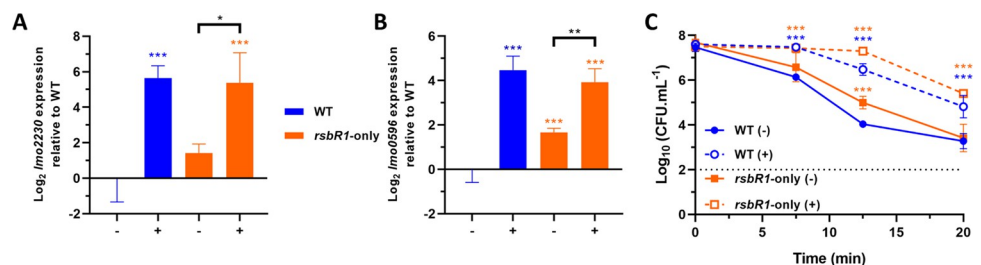 A
Log2 lmo2230 expression
relative to WT
8
6
4
2
0
-2
*
***
***
- + - +
WT
rsbR1-only
B
Log2 lmo0596 expression
relative to WT
6
4
2
0
-2
**
***
***
***
- + - +
C
Log10 (CFU.mL-1)
8
6
4
2
0
*** *** ***
*** *** ***
***
WT (-)
WT (+)
rsbR1-only (-)
rsbR1-only (+)
0 5 10 15 20
Time (min)